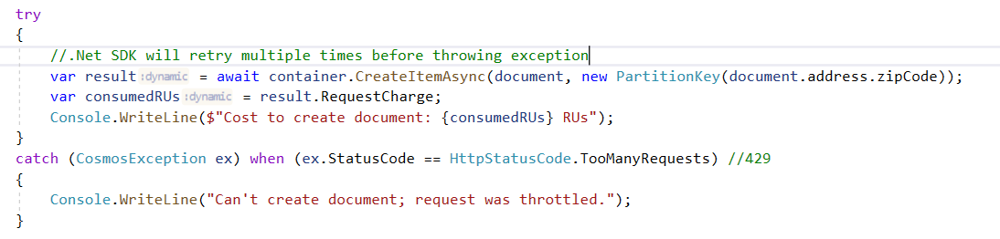 try
{
//.Net SDK will retry multiple times before throwing exception
var result :dynamic = await container.CreateItemAsync(document, new PartitionKey(document.address.zipCode));
var consumedRUs :dynamic = result.RequestCharge;
Console.WriteLine($"Cost to create document: {consumedRUs} RUs");
}
catch (CosmosException ex) when (ex.StatusCode == HttpStatusCode.TooManyRequests) //429
{
Console.WriteLine("Can't create document; request was throttled.");
}